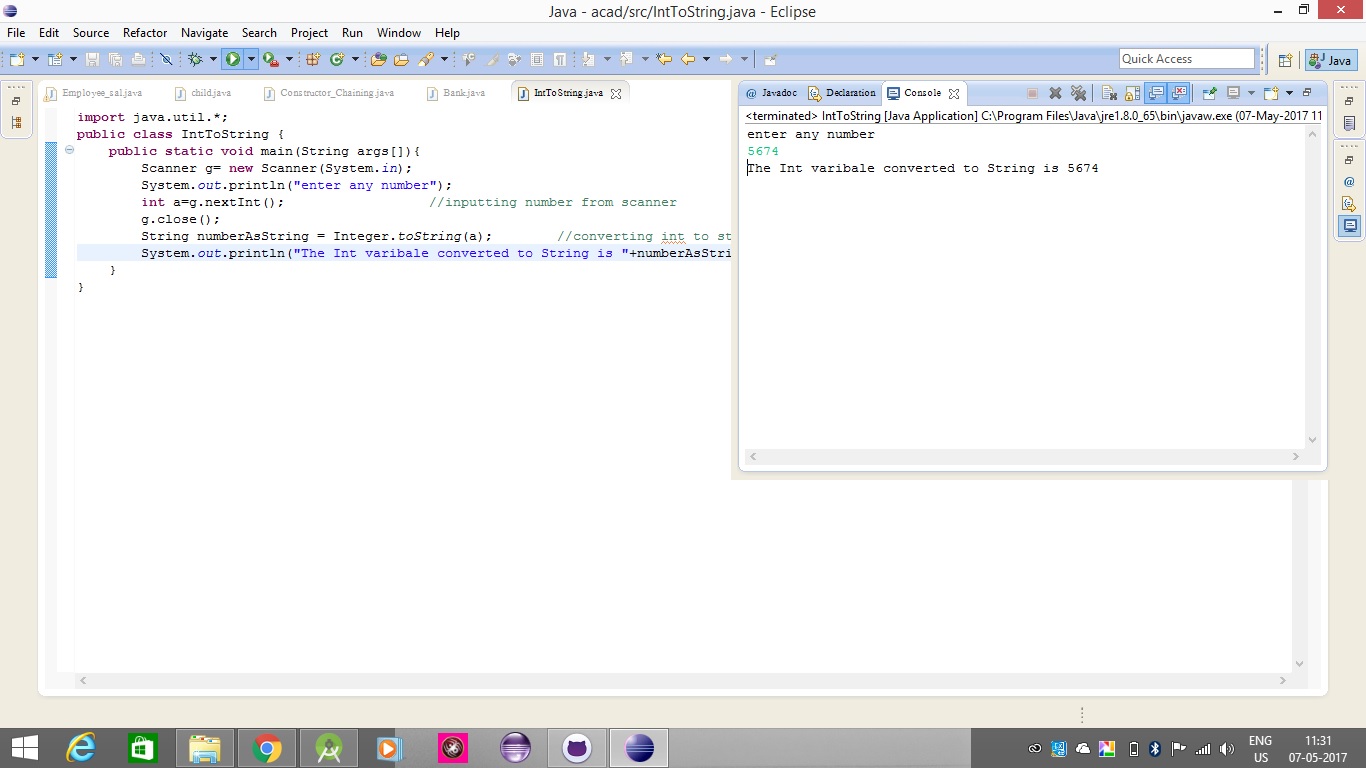 Java - acad/src/IntToString.java - Eclipse
File Edit Source Refactor Navigate Search Project Run Window Help
Quick Access
Java
Employee_sal.java child.java Constructor_Chaining.java Bank.java IntToString.java
import java.util.*;
public class IntToString {
public static void main(String args[]){
Scanner g= new Scanner(System.in);
System.out.println("enter any number");
int a=g.nextInt(); //inputting number from scanner
g.close();
String numberAsString = Integer.toString(a); //converting int to st
System.out.println("The Int varibale converted to String is "+numberAsStri
}
}
@ Javadoc Declaration Console
<terminated> IntToString [Java Application] C:\Program Files\Java\jre1.8.0_65\bin\javaw.exe (07-May-2017 11
enter any number
5674
The Int varibale converted to String is 5674
ENG
US
11:31
07-05-2017